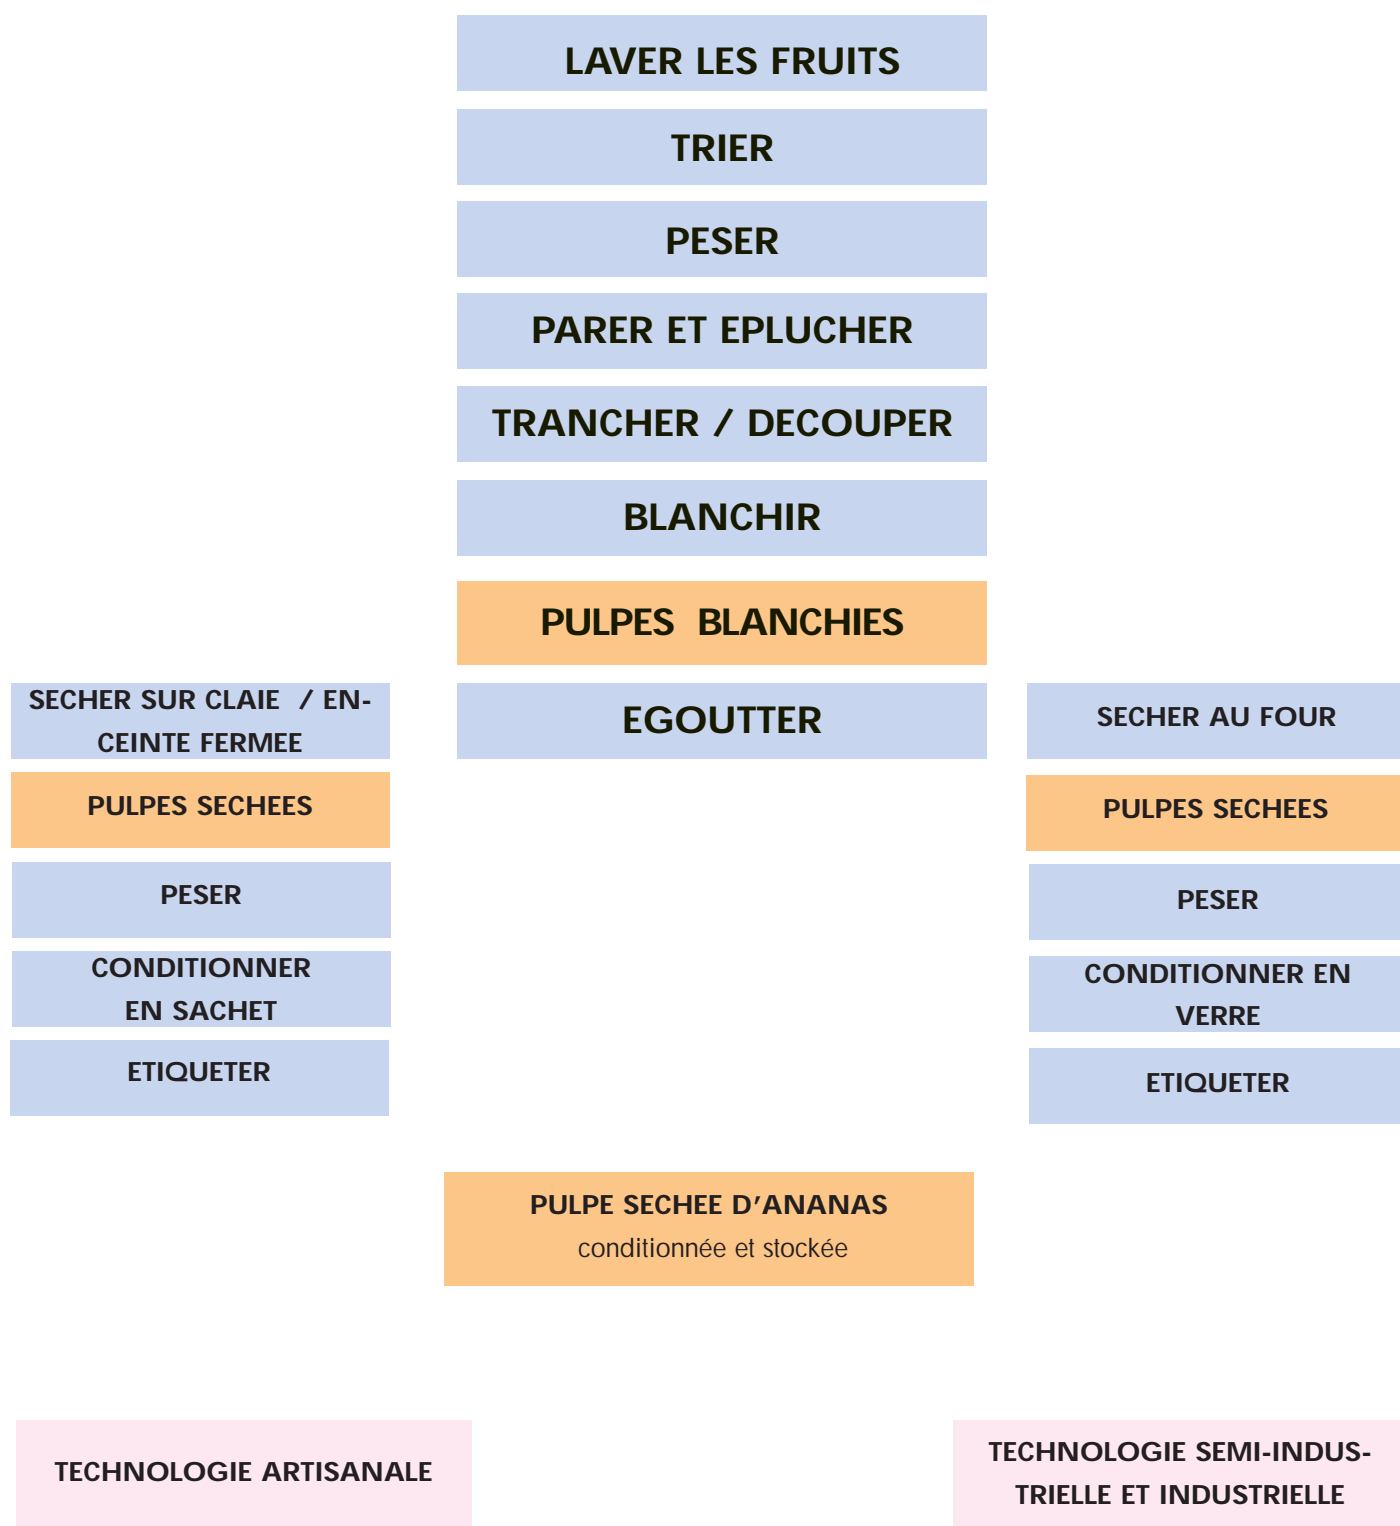 LAVER LES FRUITS
TRIER
PESER
PARER ET EPLUCHER
TRANCHER / DECOUPER
BLANCHIR
PULPES BLANCHIES
EGOUTTER
SECHER SUR CLAIE / EN-
CEINTE FERMEE
PULPES SECHEES
PESER
CONDITIONNER
EN SACHET
ETIQUETER
SECHER AU FOUR
PULPES SECHEES
PESER
CONDITIONNER EN
VERRE
ETIQUETER
PULPE SECHEE D'ANANAS
conditionnée et stockée
TECHNOLOGIE ARTISANALE
TECHNOLOGIE SEMI-INDUS-
TRIELLE ET INDUSTRIELLE